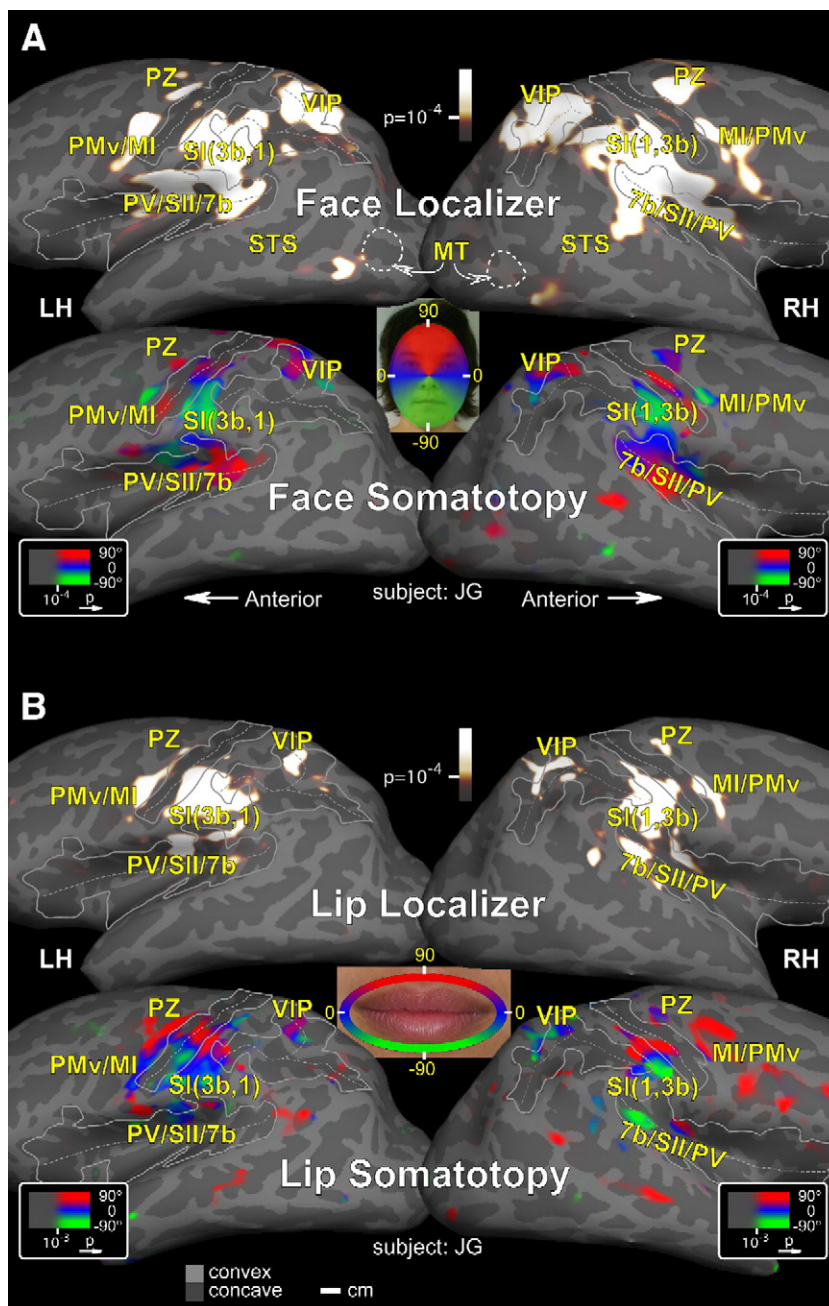 A
PZ
VIP
p=10⁻⁴
VIP
PZ
PMv/MI
SI(3b,1)
SI(1,3b)
MI/PMv
PV/SII/7b
Face Localizer
7b/SII/PV
STS
MT
STS
LH
90
RH
PZ
VIP
0
0
VIP
PZ
PMv/MI
SI(3b,1)
-90
SI(1,3b)
MI/PMv
PV/SII/7b
7b/SII/PV
Face Somatotopy
90°
0
-90°
10⁻⁴ p
Anterior
subject: JG
Anterior
90°
0
-90°
10⁻⁴ p
B
PZ
VIP
p=10⁻⁴
VIP
PZ
PMv/MI
SI(3b,1)
SI(1,3b)
MI/PMv
PV/SII/7b
7b/SII/PV
Lip Localizer
LH
90
RH
PZ
VIP
0
0
VIP
PZ
PMv/MI
SI(3b,1)
-90
SI(1,3b)
MI/PMv
PV/SII/7b
7b/SII/PV
Lip Somatotopy
90°
0
-90°
10⁻³ p
subject: JG
90°
0
-90°
10⁻³ p
convex
concave
cm